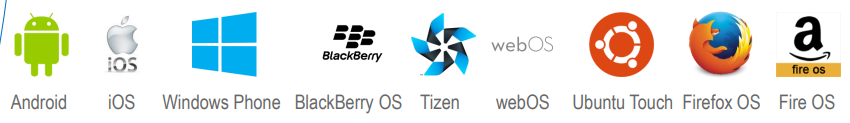 iOS
BlackBerry
webOS
a
fire os
Android iOS Windows Phone BlackBerry OS Tizen webOS Ubuntu Touch Firefox OS Fire OS